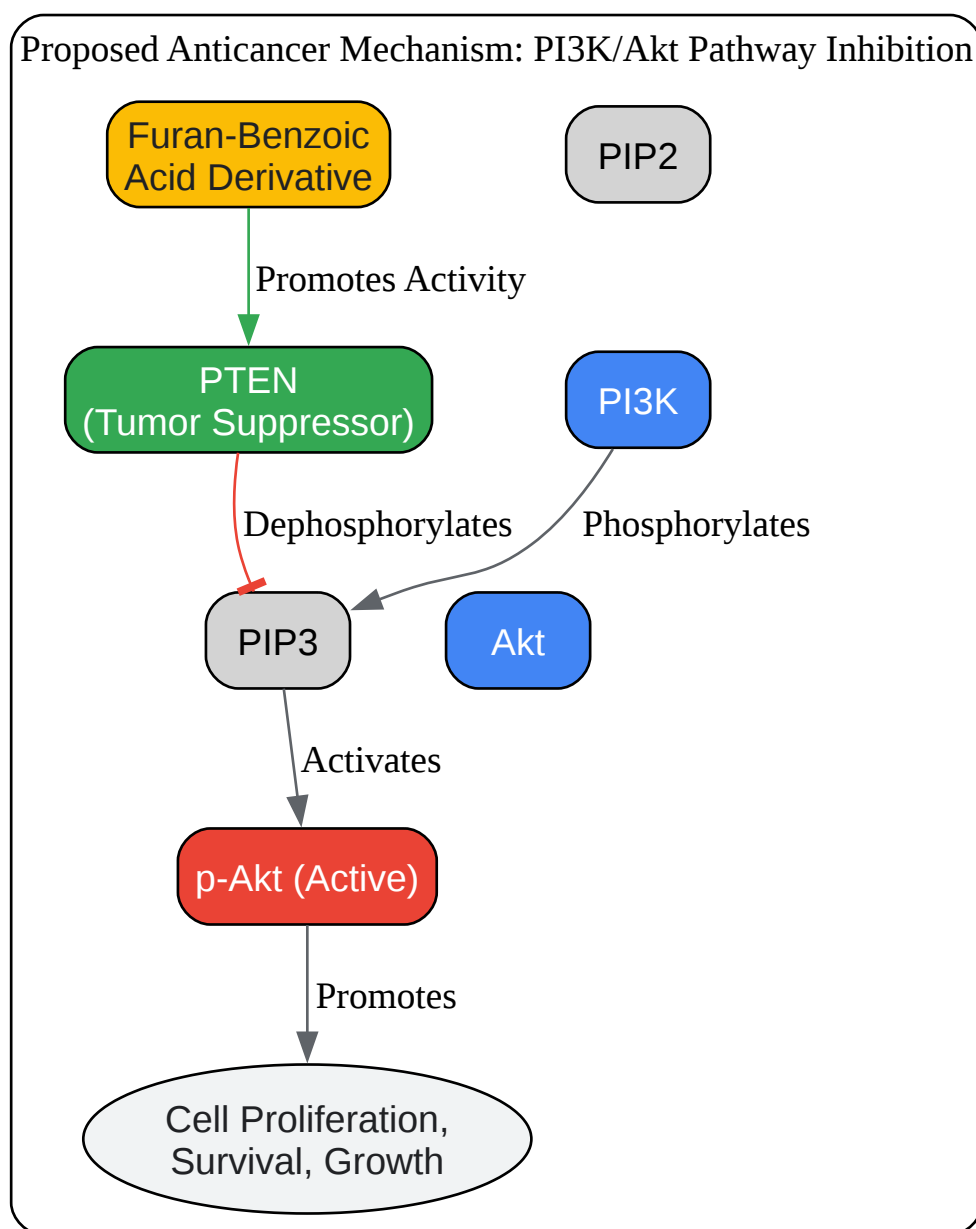 Proposed Anticancer Mechanism: PI3K/Akt Pathway Inhibition
Furan-Benzoic
Acid Derivative
PIP2
Promotes Activity
PTEN
(Tumor Suppressor)
PI3K
Dephosphorylates
Phosphorylates
PIP3
Akt
Activates
p-Akt (Active)
Promotes
Cell Proliferation,
Survival, Growth